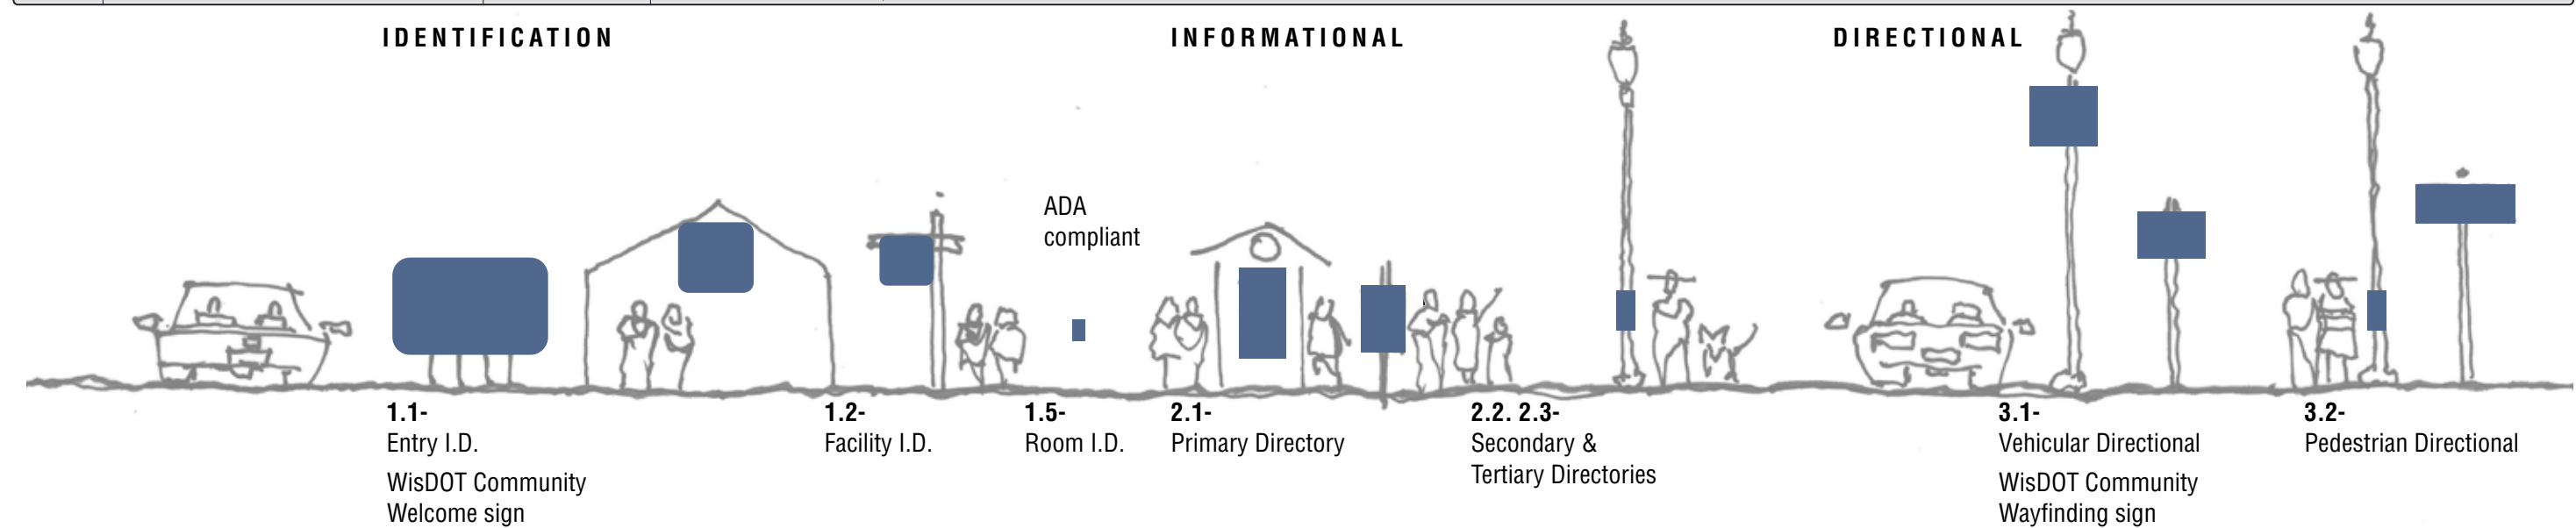 IDENTIFICATION
INFORMATIONAL
DIRECTIONAL
ADA
compliant
1.1-
Entry I.D.
WisDOT Community
Welcome sign
1.2-
Facility I.D.
1.5-
Room I.D.
2.1-
Primary Directory
2.2. 2.3-
Secondary &
Tertiary Directories
3.1-
Vehicular Directional
WisDOT Community
Wayfinding sign
3.2-
Pedestrian Directional